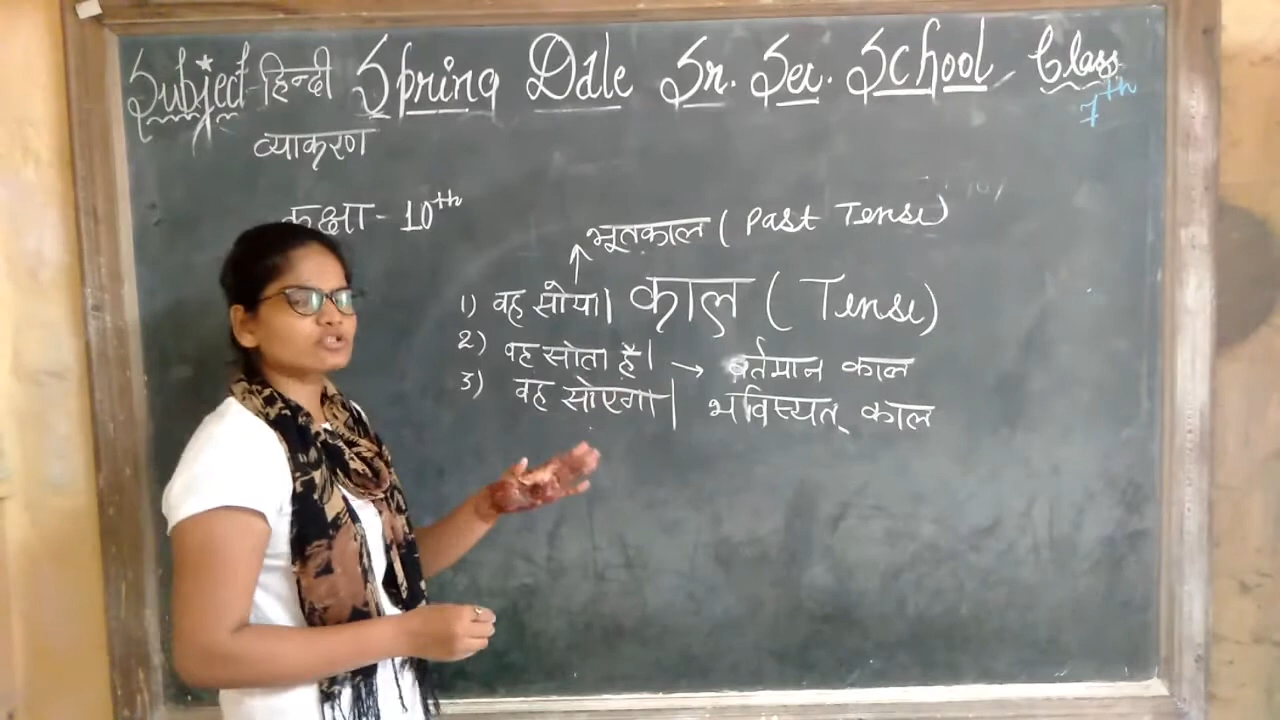 Subject - हिन्दी Spring Dale Sr. Sec. School Class
7th
व्याकरण
कक्षा - 10th
भूतकाल ( Past Tense )
1) वह सोया। काल ( Tense )
2) वह सोता है। → वर्तमान काल
3) वह सोएगा। भविस्यत् काल